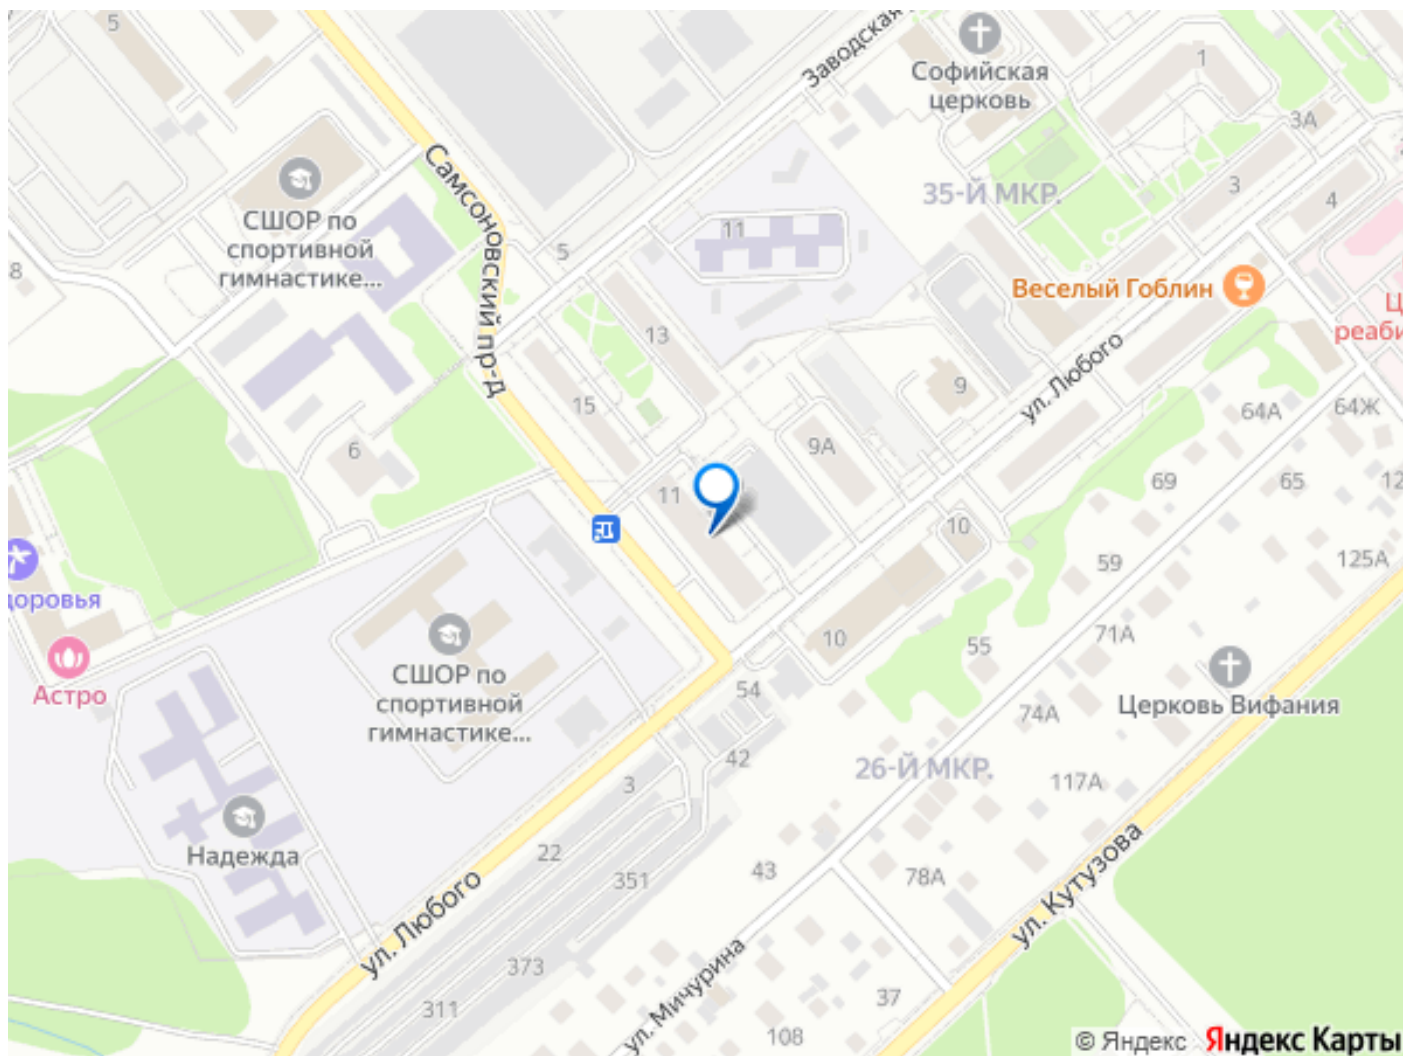 5
Заводская
Софийская
церковь
1
3А
Самсоновский пр-д
СШОР по
спортивной
гимнастике...
35-Й МКР.
3
4
11
5
8
Веселый Гоблин
13
ул. Любого
9
15
64А
64Ж
9А
6
69
65
11
10
59
125А
доровья
10
55
71А
СШОР по
спортивной
гимнастике...
Астро
54
74А
Церковь Вифания
42
26-Й МКР.
3
117А
Надежда
22
351
43
78А
ул. Кутузова
ул. Любого
373
311
ул. Мичурина
37
108
© Яндекс Яндекс Карты